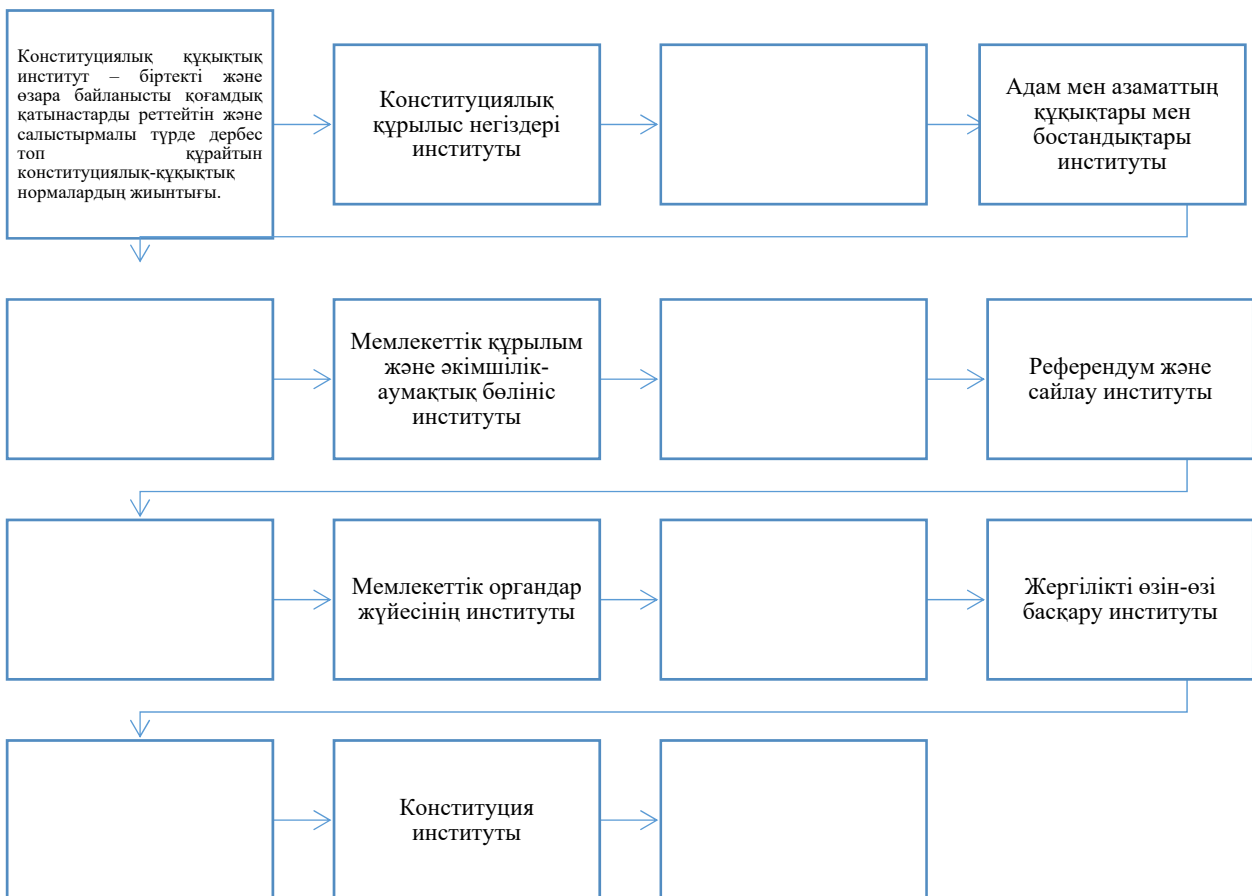 Конституциялық құқықтық
институт – біртекті және
өзара байланысты қоғамдық
қатынастарды реттейтін және
салыстырмалы түрде дербес
топ құрайтын
конституциялық-құқықтық
нормалардың жиынтығы.
Конституциялық
құрылыс негіздері
институты
Адам мен азаматтың
құқықтары мен
бостандықтары
институты
Мемлекеттік құрылым
және әкімшілік-
аумақтық бөлініс
институты
Референдум және
сайлау институты
Мемлекеттік органдар
жүйесінің институты
Жергілікті өзін-өзі
басқару институты
Конституция
институты